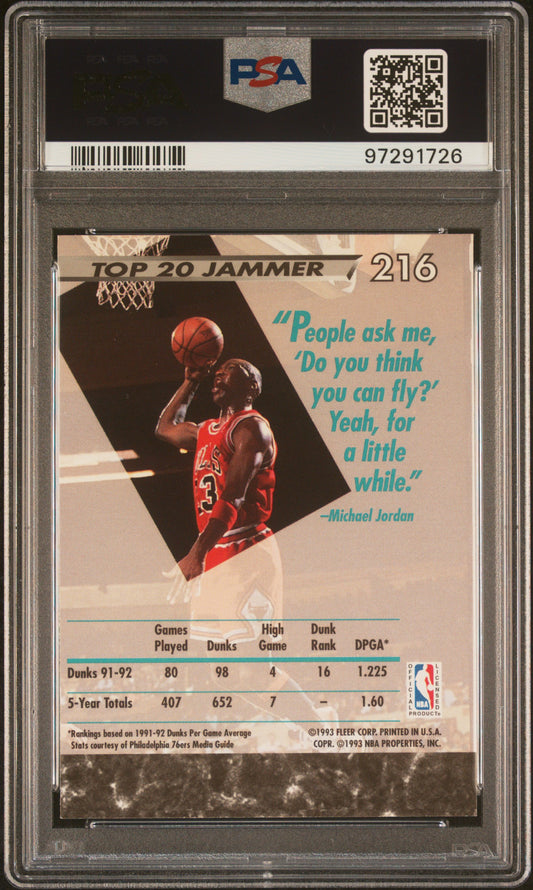 PSA
97291726
TOP 20 JAMMER 216
"People ask me,
'Do you think
you can fly?'
Yeah, for
a little
while."
–Michael Jordan
Games Played Dunks High Game Dunk Rank DPGA*
Dunks 91-92 80 98 4 16 1.225
5-Year Totals 407 652 7 – 1.60
*Rankings based on 1991-92 Dunks Per Game Average
Stats courtesy of Philadelphia 76ers Media Guide
OFFICIAL LICENSED
NBA
PRODUCT
©1993 FLEER CORP. PRINTED IN U.S.A.
COPR. ©1993 NBA PROPERTIES, INC.
PSA